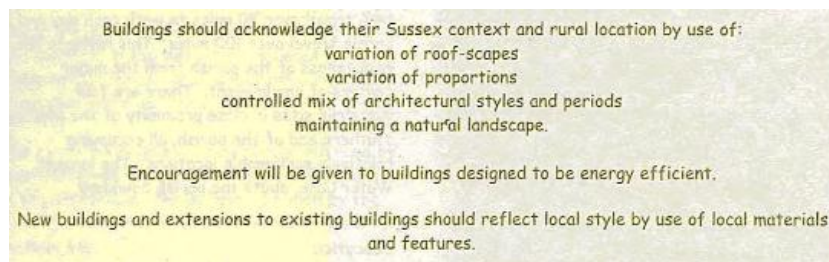 Buildings should acknowledge their Sussex context and rural location by use of:
variation of roof-scapes
variation of proportions
controlled mix of architectural styles and periods
maintaining a natural landscape.
Encouragement will be given to buildings designed to be energy efficient.
New buildings and extensions to existing buildings should reflect local style by use of local materials
and features.